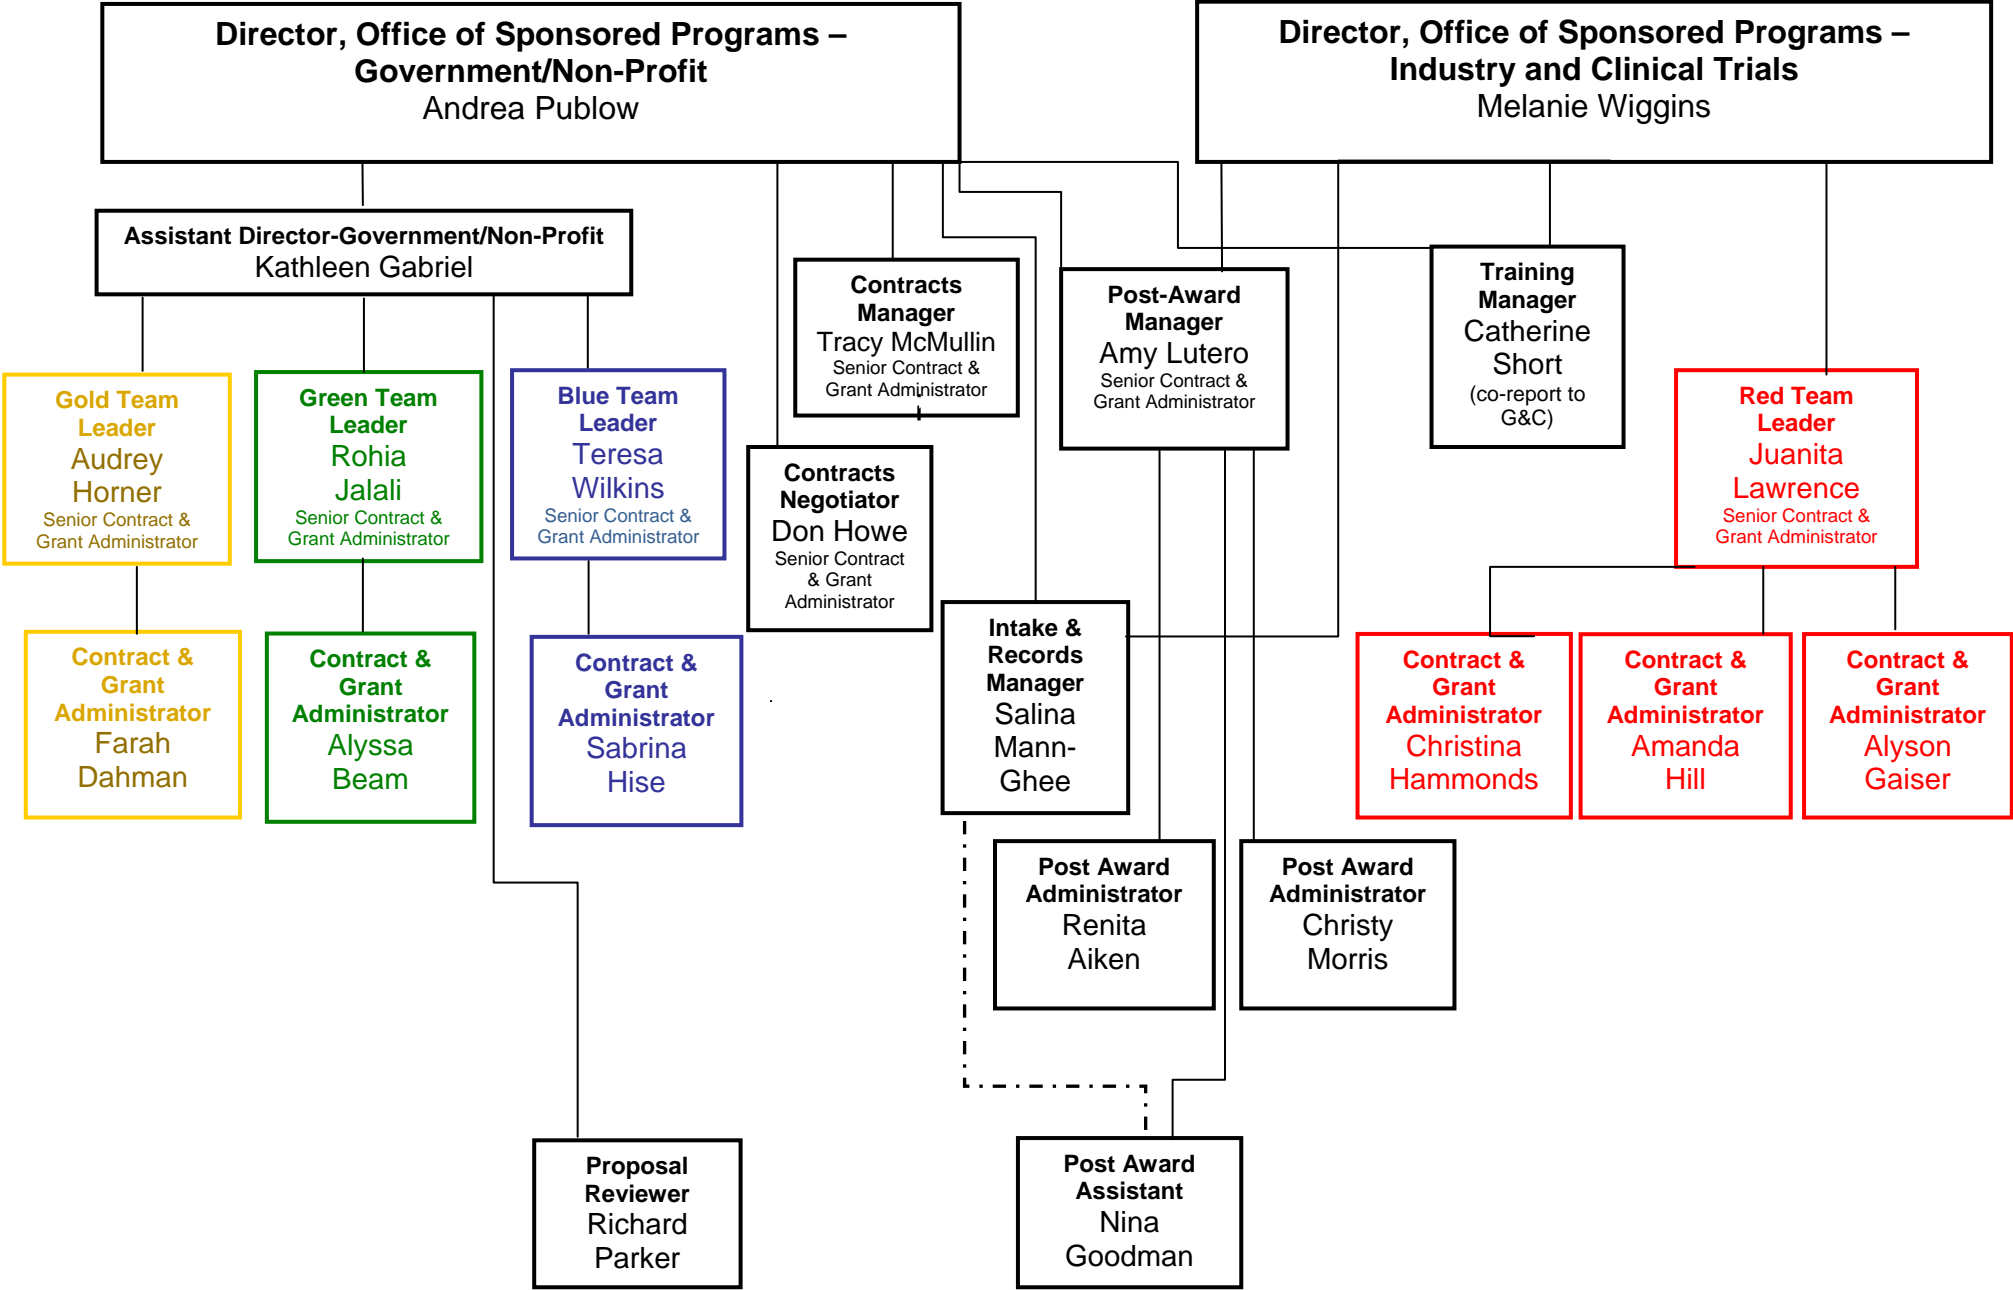 Director, Office of Sponsored Programs –
Government/Non-Profit
Andrea Publow
Director, Office of Sponsored Programs –
Industry and Clinical Trials
Melanie Wiggins
Assistant Director-Government/Non-Profit
Kathleen Gabriel
Contracts
Manager
Tracy McMullin
Senior Contract &
Grant Administrator
Post-Award
Manager
Amy Lutero
Senior Contract &
Grant Administrator
Training
Manager
Catherine
Short
(co-report to
G&C)
Gold Team
Leader
Audrey
Horner
Senior Contract &
Grant Administrator
Green Team
Leader
Rohia
Jalali
Senior Contract &
Grant Administrator
Blue Team
Leader
Teresa
Wilkins
Senior Contract &
Grant Administrator
Contracts
Negotiator
Don Howe
Senior Contract
& Grant
Administrator
Red Team
Leader
Juanita
Lawrence
Senior Contract &
Grant Administrator
Contract &
Grant
Administrator
Farah
Dahman
Contract &
Grant
Administrator
Alyssa
Beam
Contract &
Grant
Administrator
Sabrina
Hise
Intake &
Records
Manager
Salina
Mann-
Ghee
Contract &
Grant
Administrator
Christina
Hammonds
Contract &
Grant
Administrator
Amanda
Hill
Contract &
Grant
Administrator
Alyson
Gaiser
Post Award
Administrator
Renita
Aiken
Post Award
Administrator
Christy
Morris
Proposal
Reviewer
Richard
Parker
Post Award
Assistant
Nina
Goodman